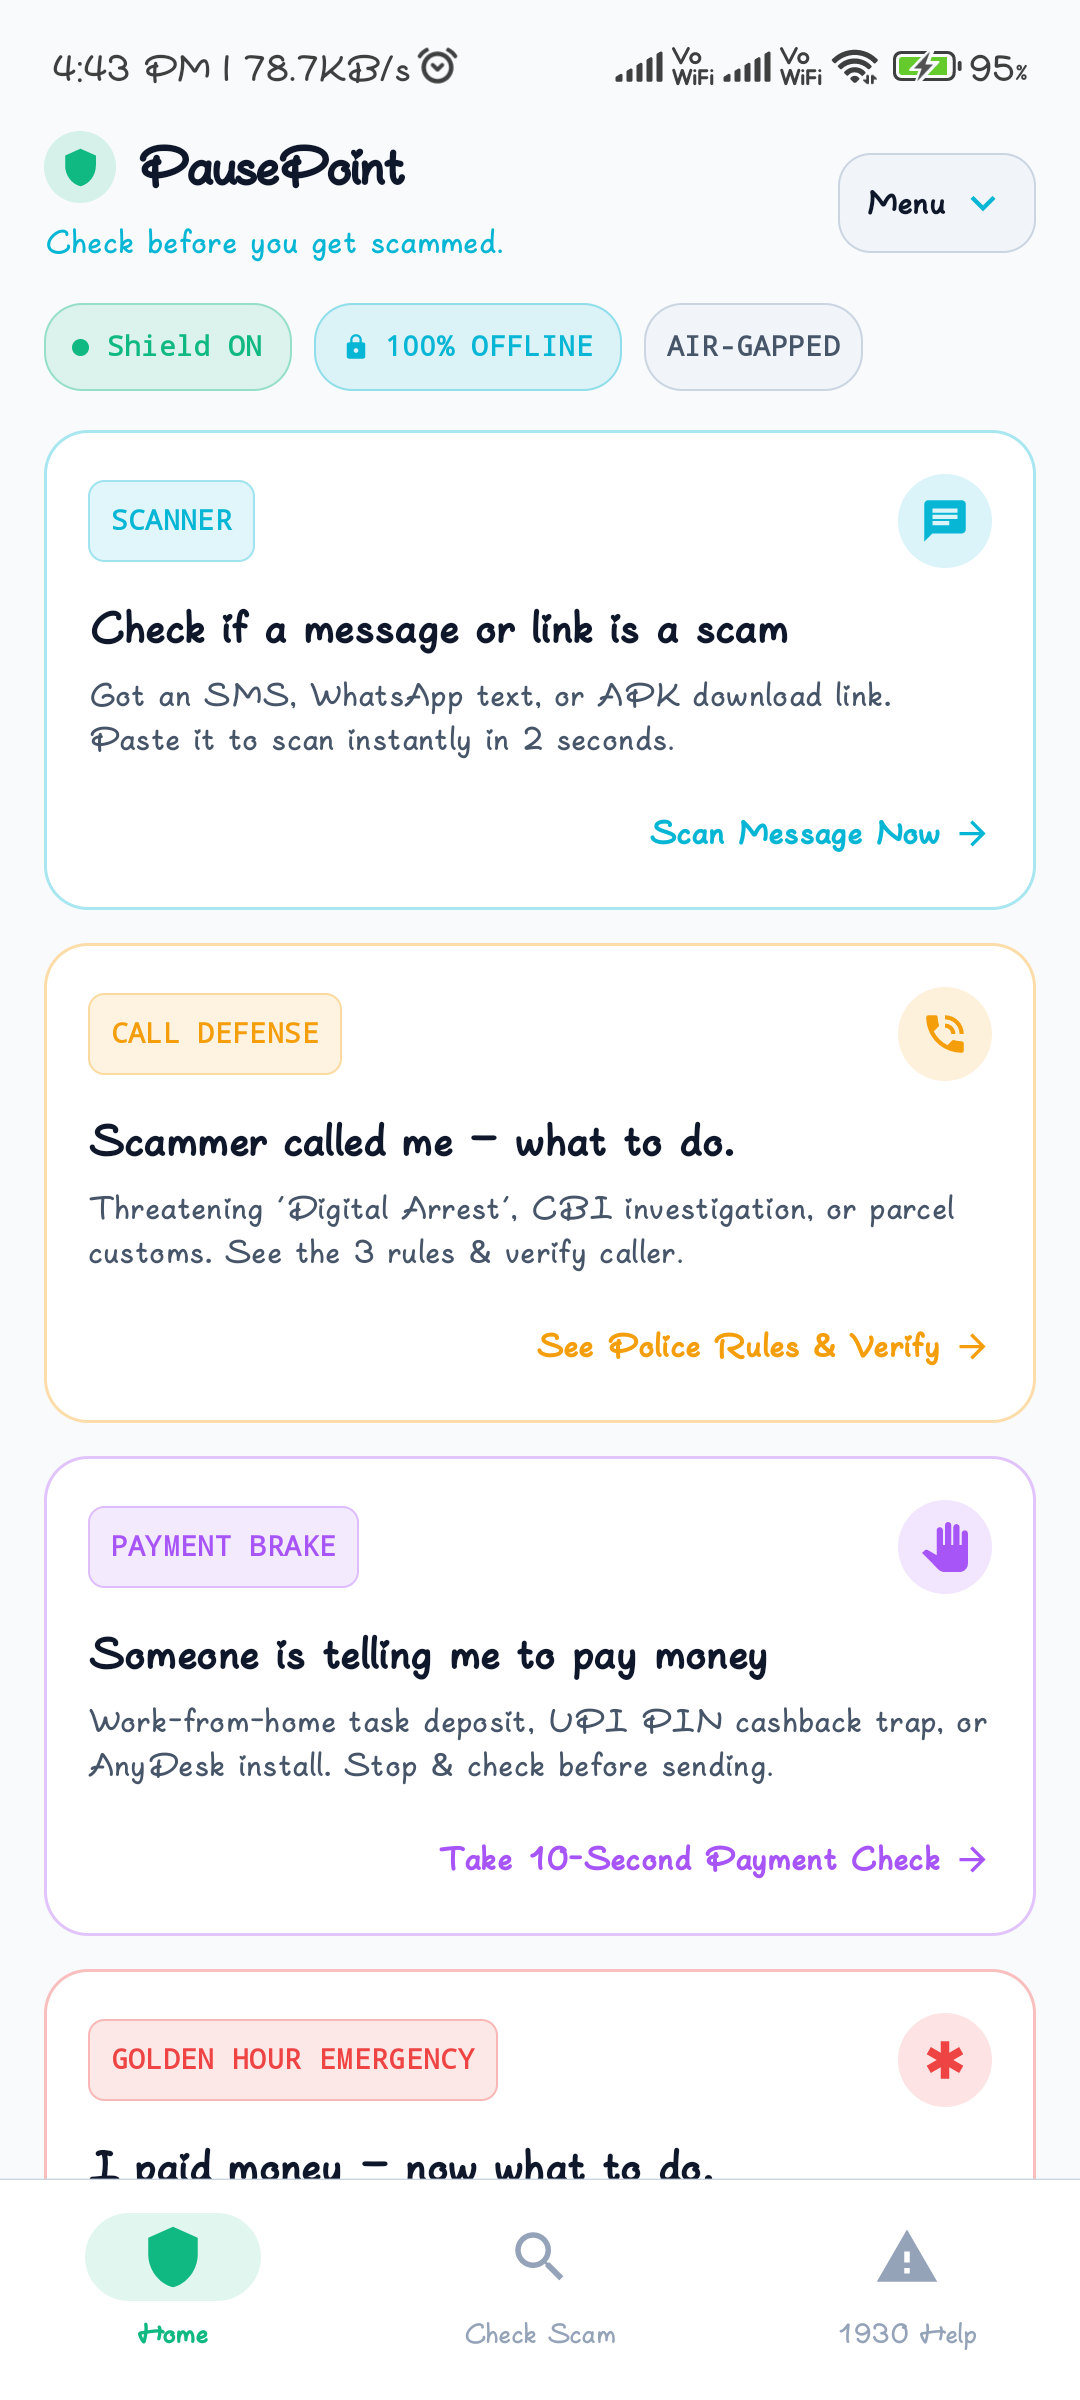 4:43 PM | 78.7KB/s
Vo WiFi Vo WiFi 95%
PausePoint
Menu
Check before you get scammed.
Shield ON 100% OFFLINE AIR-GAPPED
SCANNER
Check if a message or link is a scam
Got an SMS, WhatsApp text, or APK download link.
Paste it to scan instantly in 2 seconds.
Scan Message Now →
CALL DEFENSE
Scammer called me – what to do.
Threatening 'Digital Arrest', CBI investigation, or parcel
customs. See the 3 rules & verify caller.
See Police Rules & Verify →
PAYMENT BRAKE
Someone is telling me to pay money
Work-from-home task deposit, UPI PIN cashback trap, or
AnyDesk install. Stop & check before sending.
Take 10-Second Payment Check →
GOLDEN HOUR EMERGENCY
I paid money – now what to do.
Home Check Scam 1930 Help